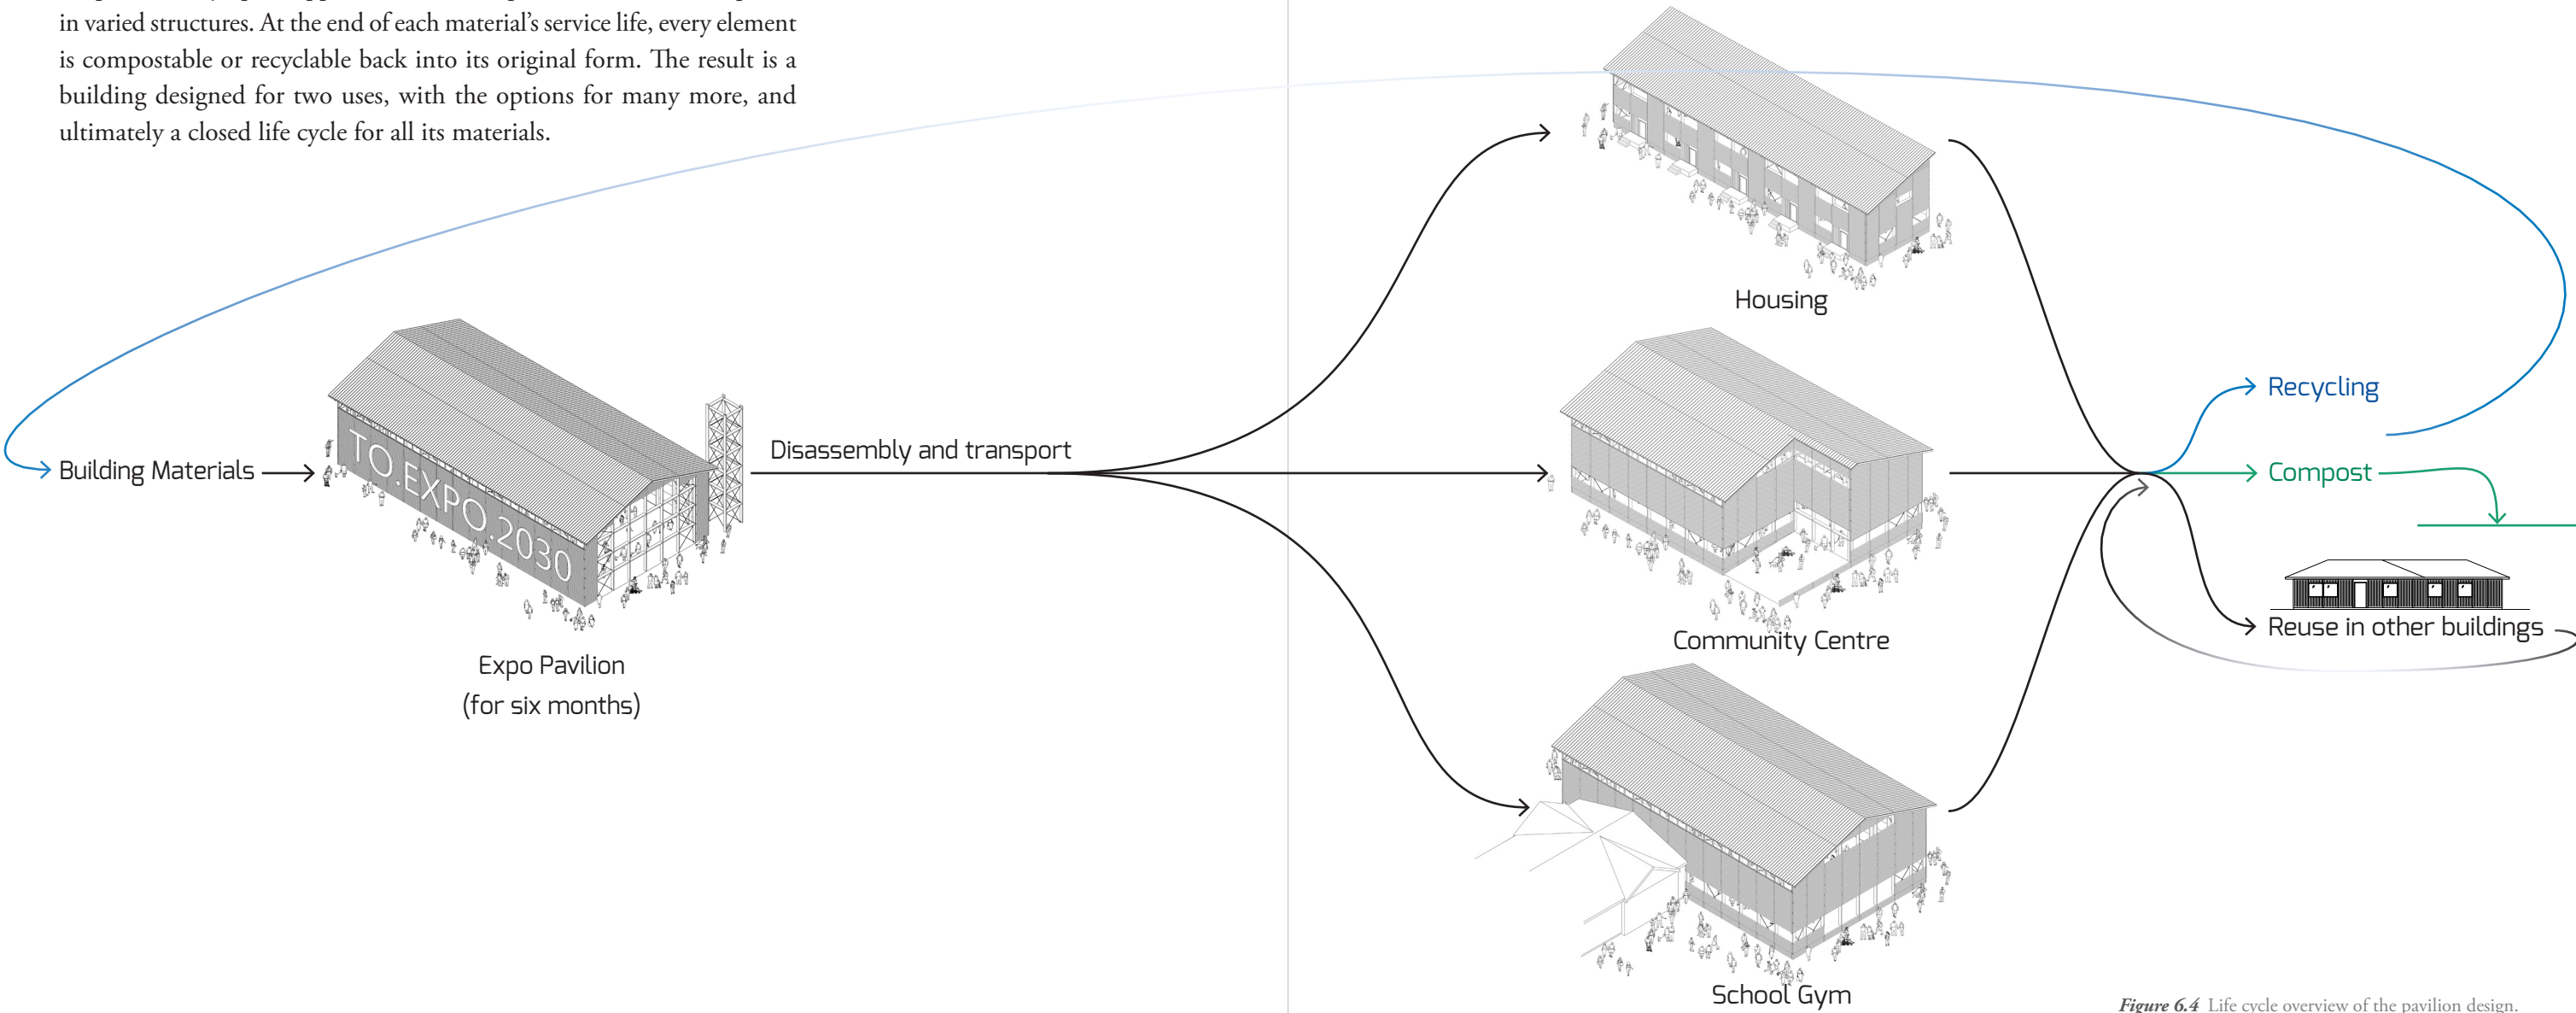 in varied structures. At the end of each material’s service life, every element
is compostable or recyclable back into its original form. The result is a
building designed for two uses, with the options for many more, and
ultimately a closed life cycle for all its materials.
Housing
Recycling
Disassembly and transport
Building Materials
TO.EXPO.2030
Compost
Reuse in other buildings
Community Centre
Expo Pavilion
(for six months)
School Gym
Figure 6.4 Life cycle overview of the pavilion design.